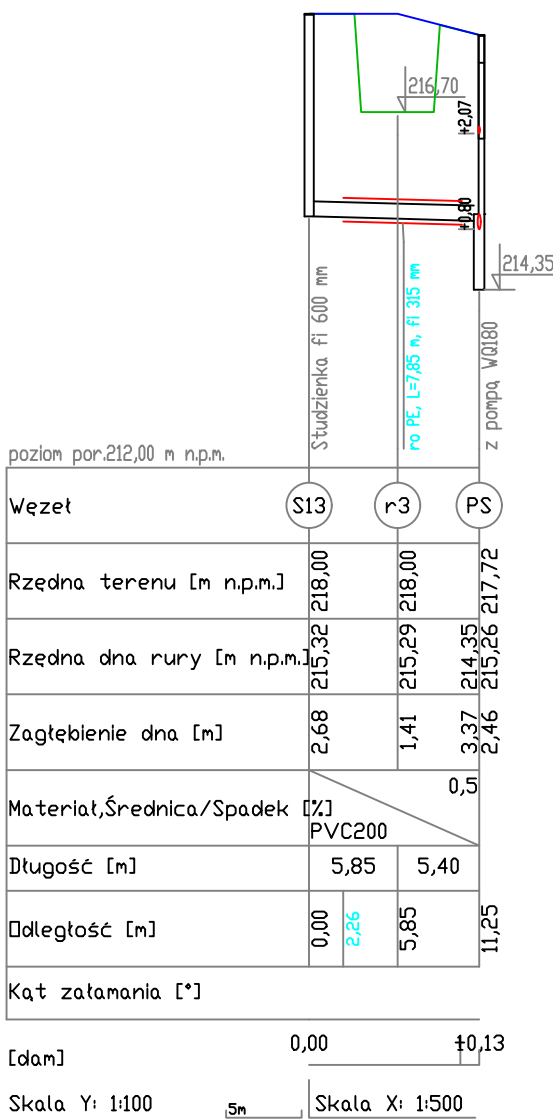 216,70
+2,07
+0,80
214,35
Studzienka fi 600 mm
ro PE, L=7,85 m, fi 315 mm
z pompą WQ180
poziom por.212,00 m n.p.m.
Węzeł S13 r3 PS
Rzędna terenu [m n.p.m.] 218,00 218,00 217,72
Rzędna dna rury [m n.p.m.] 215,32 215,29 214,35 215,26
Zagłębienie dna [m] 2,68 1,41 3,37 2,46
Materiał,Średnica/Spadek [%] PVC200 0,5
Długość [m] 5,85 5,40
□dległość [m] 0,00 2,26 5,85 11,25
Kąt załamania [°]
[dam] 0,00
Skala Y: 1:100 5m Skala X: 1:500